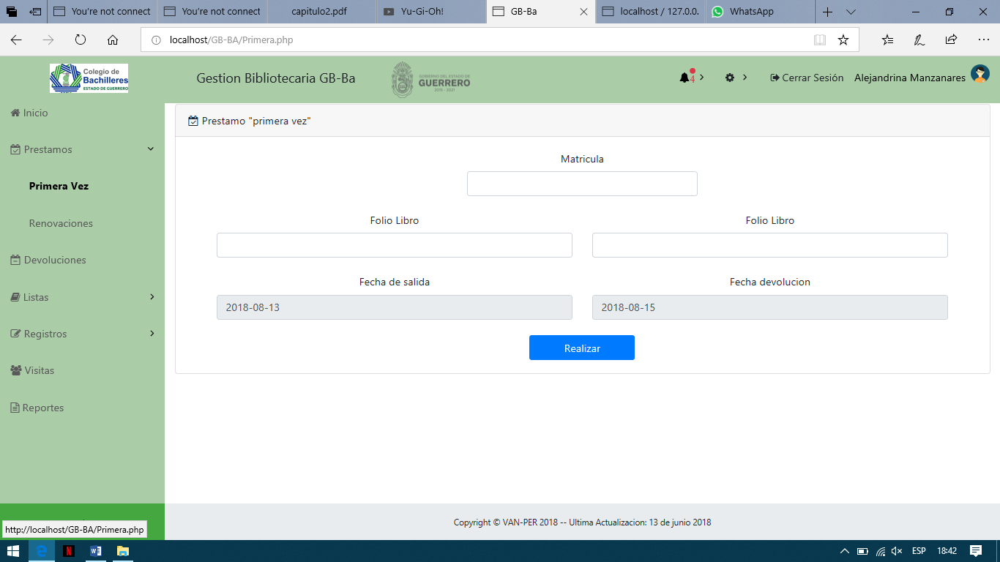 You're not connect
You're not connect
capitulo2.pdf
Yu-Gi-Oh!
GB-Ba
localhost / 127.0.0.
WhatsApp
localhost/GB-BA/Primera.php
Colegio de
Bachilleres
ESTADO DE GUERRERO
Gestion Bibliotecaria GB-Ba
GOBIERNO DEL ESTADO DE
GUERRERO
2015 - 2021
4
Cerrar Sesión
Alejandrina Manzanares
Inicio
Prestamos
Primera Vez
Renovaciones
Devoluciones
Listas
Registros
Visitas
Reportes
Prestamo "primera vez"
Matricula
Folio Libro
Folio Libro
Fecha de salida
Fecha devolucion
2018-08-13
2018-08-15
Realizar
Copyright © VAN-PER 2018 -- Ultima Actualizacion: 13 de junio 2018
http://localhost/GB-BA/Primera.php
ESP
18:42